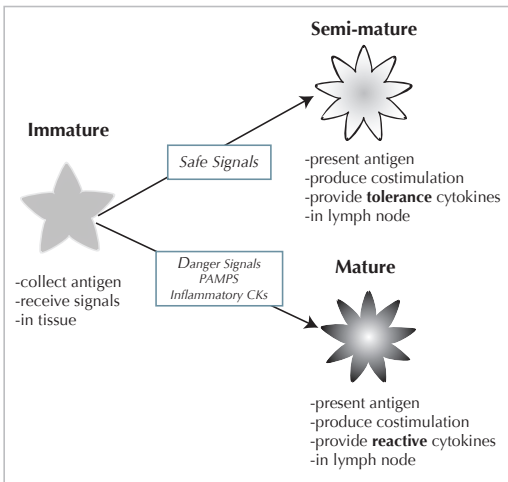 Semi-mature
Immature
Safe Signals
-present antigen
-produce costimulation
-provide tolerance cytokines
-in lymph node
Danger Signals
PAMPS
Inflammatory CKs
-collect antigen
-receive signals
-in tissue
Mature
-present antigen
-produce costimulation
-provide reactive cytokines
-in lymph node